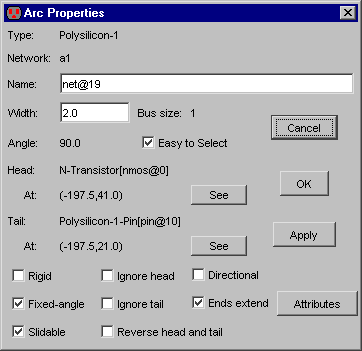 Arc Properties
Type: Polysilicon-1
Network: a1
Name: net@19
Width: 2.0 Bus size: 1
Cancel
Angle: 90.0 Easy to Select
Head: N-Transistor[nmos@0]
OK
At: (-197.5,41.0) See
Tail: Polysilicon-1-Pin[pin@10]
Apply
At: (-197.5,21.0) See
Rigid Ignore head Directional
Fixed-angle Ignore tail Ends extend Attributes
Slidable Reverse head and tail